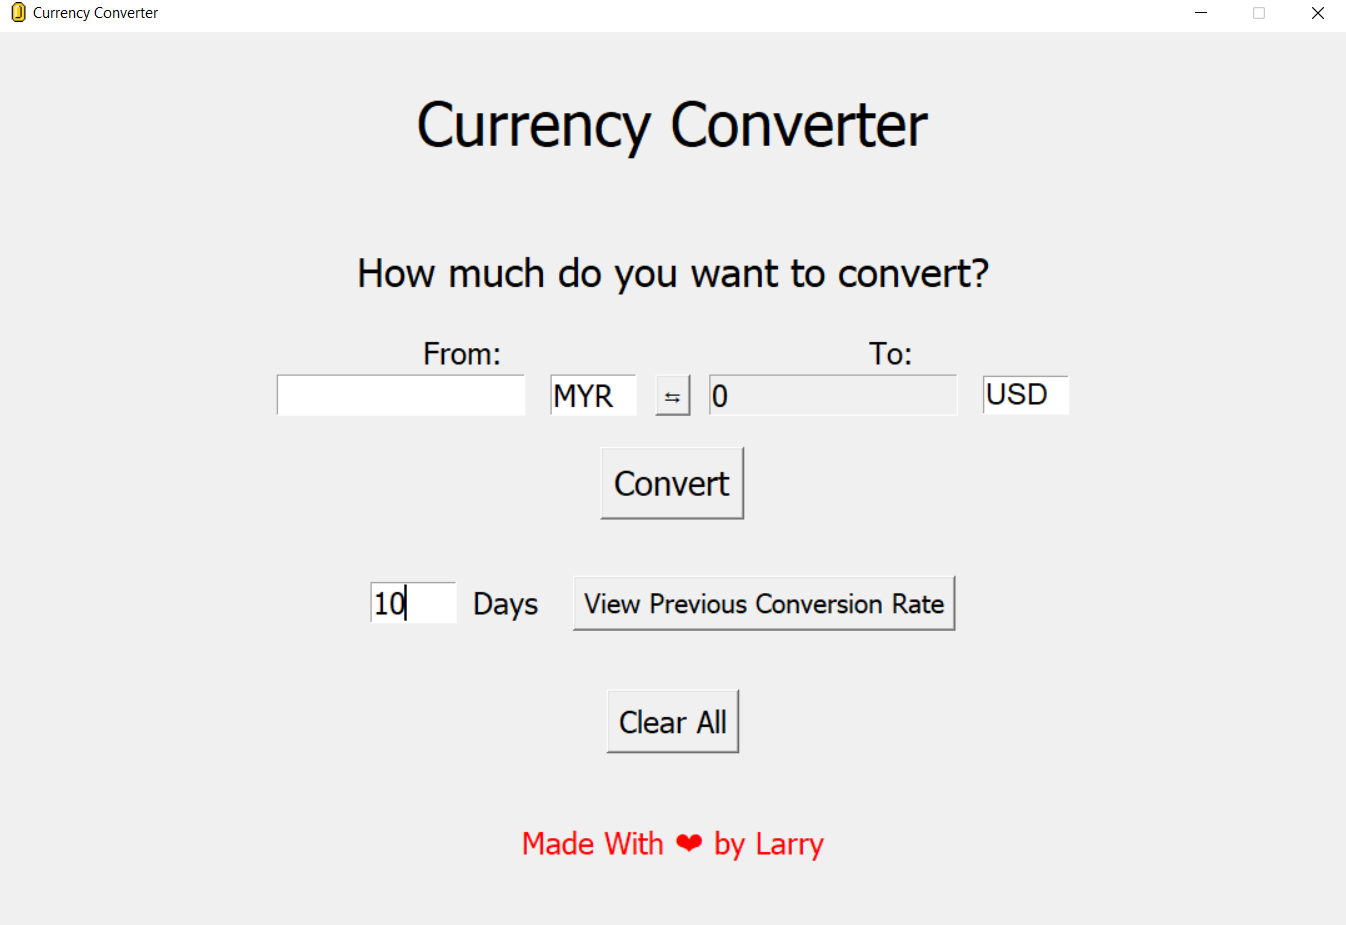 Currency Converter
Currency Converter
How much do you want to convert?
From: To:
MYR ⇆ 0 USD
Convert
10 Days View Previous Conversion Rate
Clear All
Made With ❤ by Larry